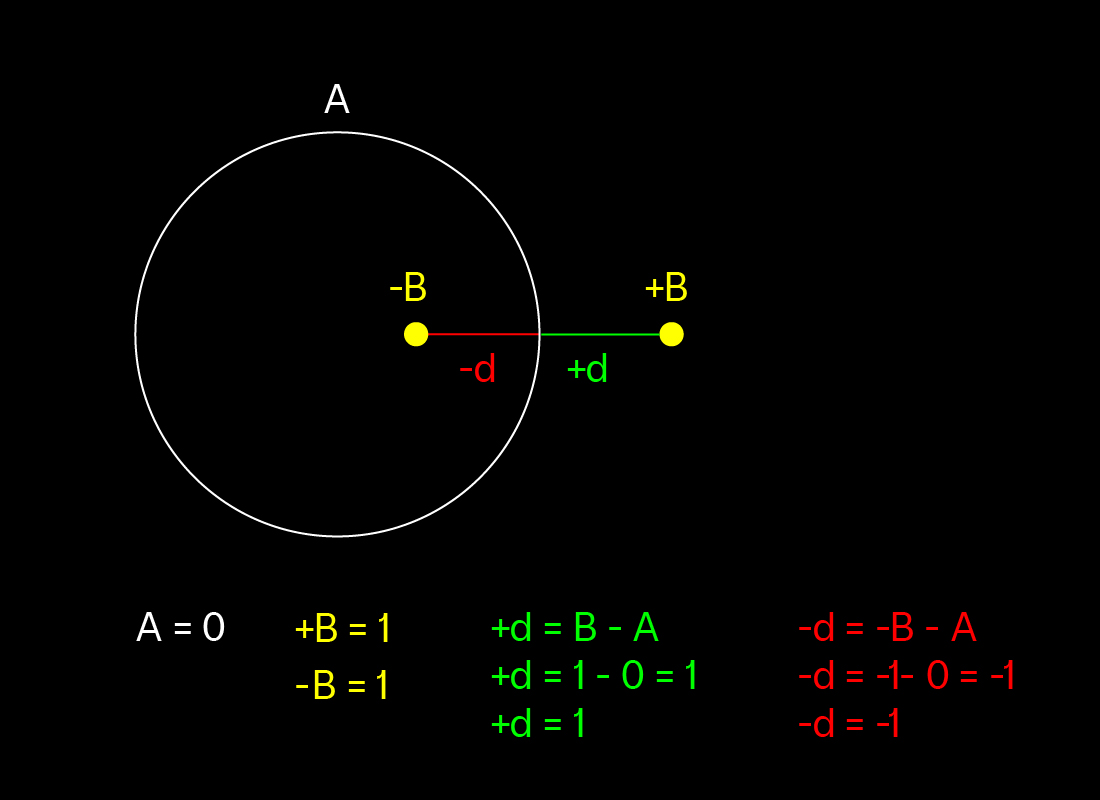 A
-B
+B
-d
+d
A = 0
+B = 1
-B = 1
+d = B - A
+d = 1 - 0 = 1
+d = 1
-d = -B - A
-d = -1- 0 = -1
-d = -1